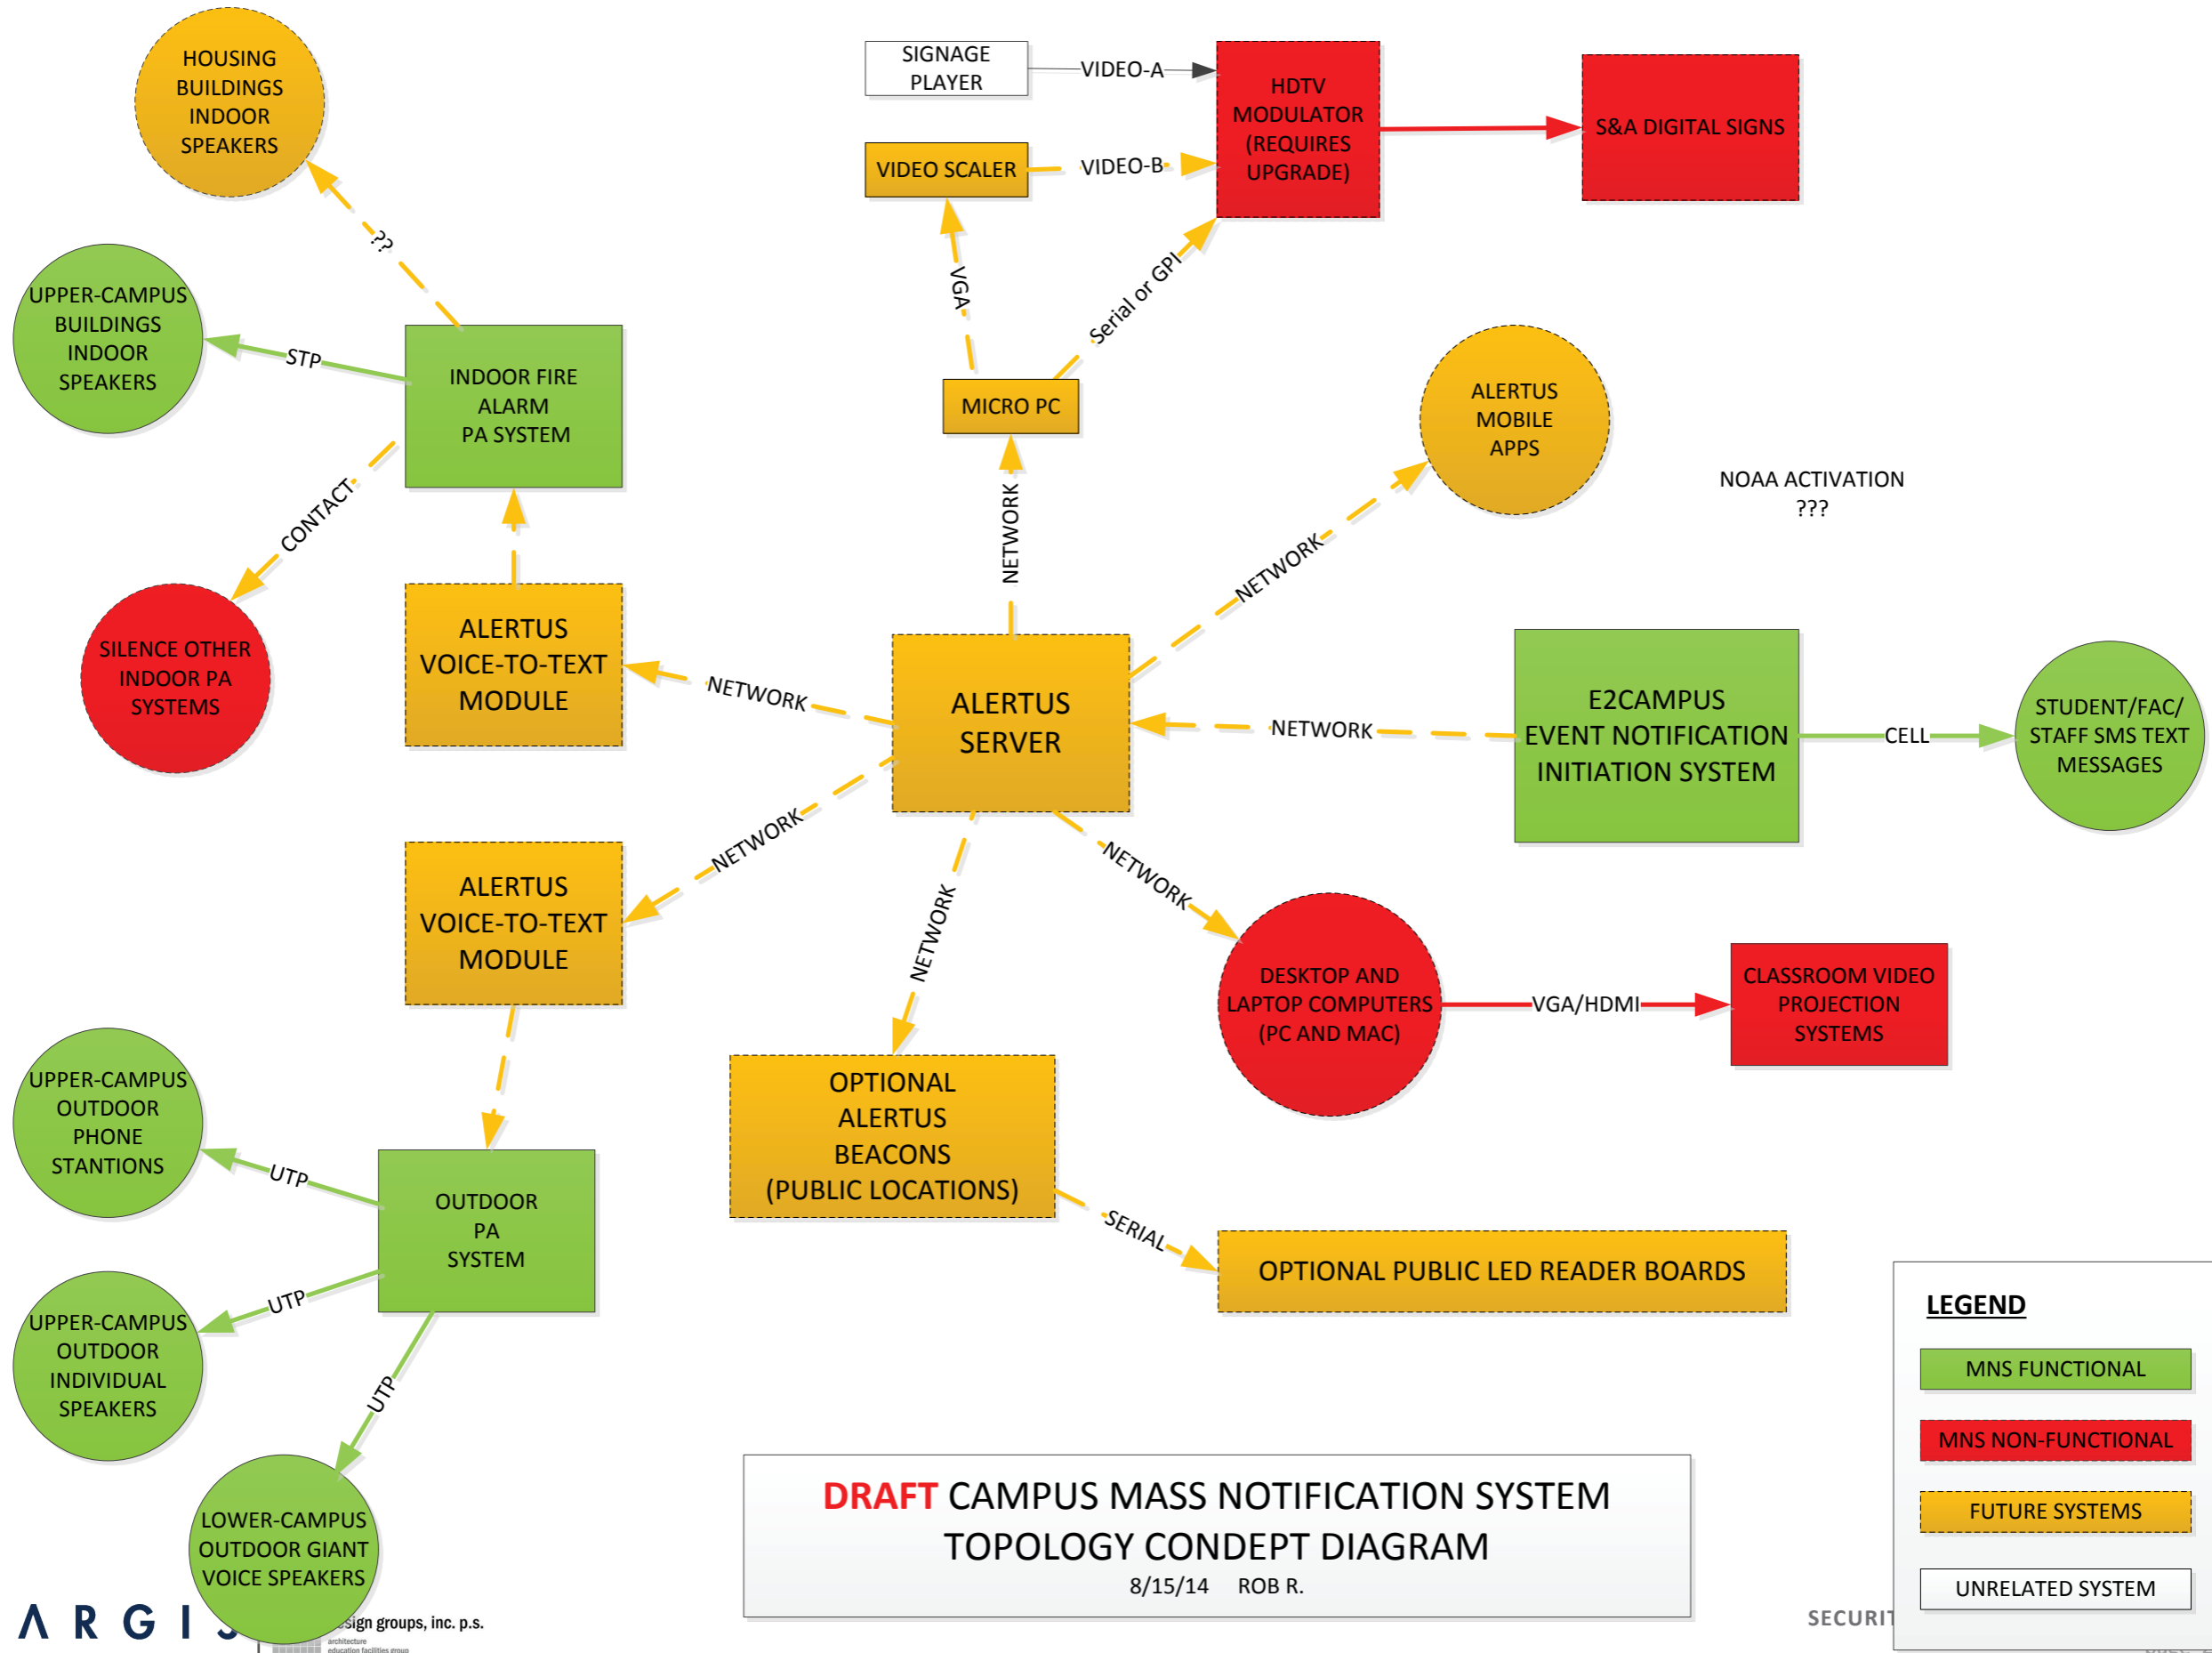 HOUSING
BUILDINGS
INDOOR
SPEAKERS
??
UPPER-CAMPUS
BUILDINGS
INDOOR
SPEAKERS
STP
INDOOR FIRE
ALARM
PA SYSTEM
CONTACT
SILENCE OTHER
INDOOR PA
SYSTEMS
ALERTUS
VOICE-TO-TEXT
MODULE
NETWORK
SIGNAGE
PLAYER
VIDEO-A
HDTV
MODULATOR
(REQUIRES
UPGRADE)
S&A DIGITAL SIGNS
VIDEO SCALER
VIDEO-B
VGA
Serial or GPI
MICRO PC
NETWORK
ALERTUS
MOBILE
APPS
NETWORK
NOAA ACTIVATION
???
ALERTUS
SERVER
NETWORK
E2CAMPUS
EVENT NOTIFICATION
INITIATION SYSTEM
CELL
STUDENT/FAC/
STAFF SMS TEXT
MESSAGES
NETWORK
ALERTUS
VOICE-TO-TEXT
MODULE
NETWORK
NETWORK
DESKTOP AND
LAPTOP COMPUTERS
(PC AND MAC)
VGA/HDMI
CLASSROOM VIDEO
PROJECTION
SYSTEMS
OPTIONAL
ALERTUS
BEACONS
(PUBLIC LOCATIONS)
SERIAL
OPTIONAL PUBLIC LED READER BOARDS
UPPER-CAMPUS
OUTDOOR
PHONE
STANTIONS
UTP
OUTDOOR
PA
SYSTEM
UPPER-CAMPUS
OUTDOOR
INDIVIDUAL
SPEAKERS
UTP
UTP
LOWER-CAMPUS
OUTDOOR GIANT
VOICE SPEAKERS
LEGEND
MNS FUNCTIONAL
MNS NON-FUNCTIONAL
FUTURE SYSTEMS
UNRELATED SYSTEM
DRAFT CAMPUS MASS NOTIFICATION SYSTEM
TOPOLOGY CONDEPT DIAGRAM
8/15/14 ROB R.
ARGIS
sign groups, inc. p.s.
architecture
education facilities group
SECURIT